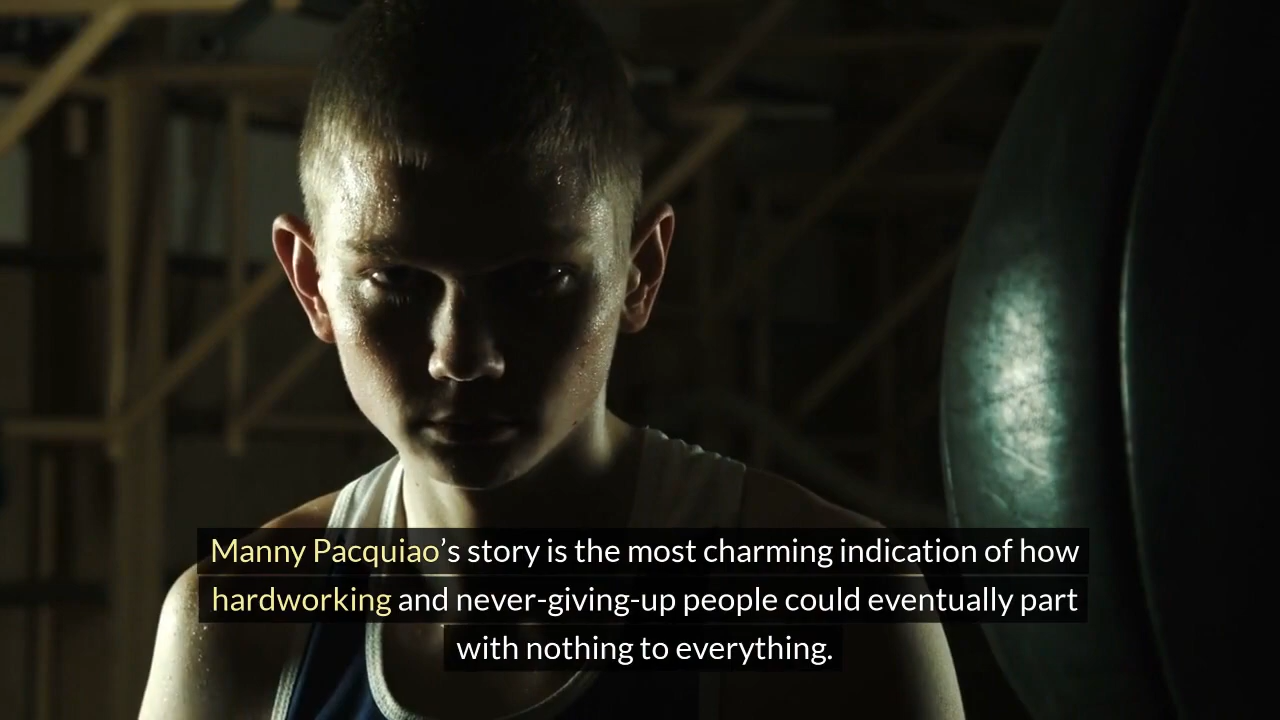 Manny Pacquiao’s story is the most charming indication of how
hardworking and never-giving-up people could eventually part
with nothing to everything.